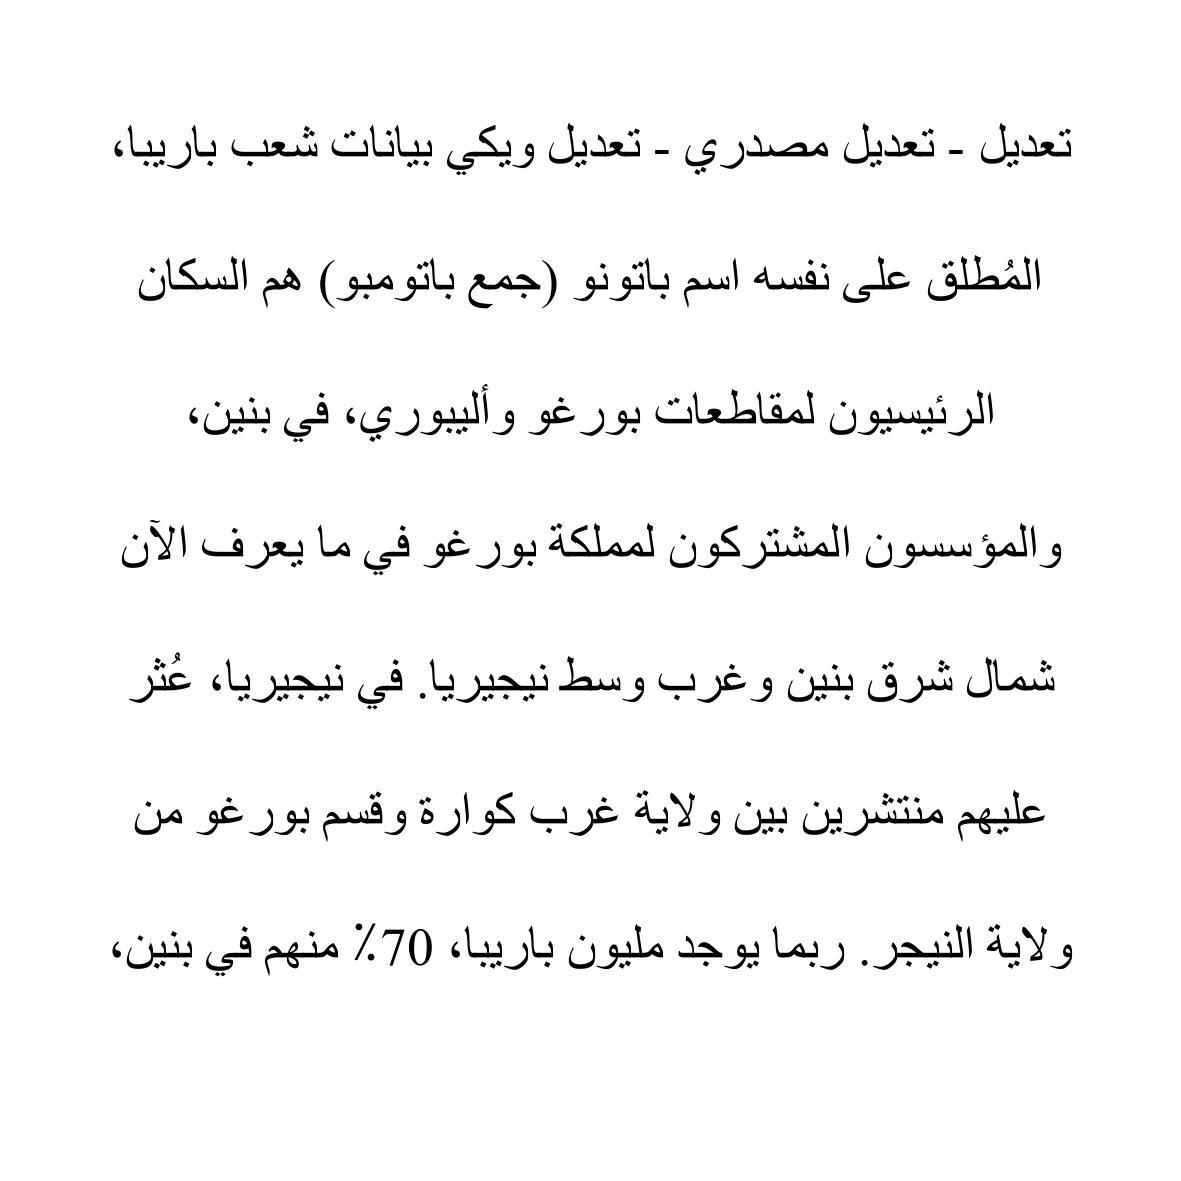 تعديل - تعديل مصدري - تعديل ويكي بيانات شعب باريبا،
المُطلق على نفسه اسم باتونو (جمع باتومبو) هم السكان
الرئيسيون لمقاطعات بورغو وأليبوري، في بنين،
والمؤسسون المشتركون لمملكة بورغو في ما يعرف الآن
شمال شرق بنين وغرب وسط نيجيريا. في نيجيريا، عُثر
عليهم منتشرين بين ولاية غرب كوارة وقسم بورغو من
ولاية النيجر. ربما يوجد مليون باريبا، 70٪ منهم في بنين،